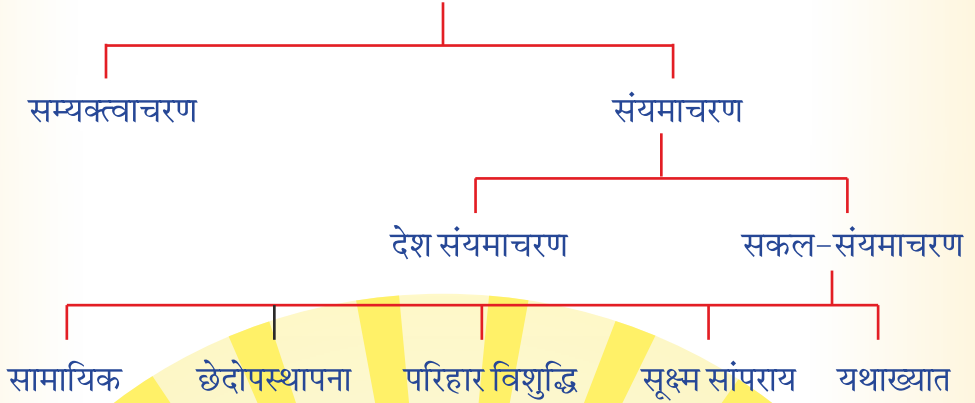 सम्यक्त्वाचरण संयमाचरण
देश संयमाचरण सकल-संयमाचरण
सामायिक छेदोपस्थापना परिहार विशुद्धि सूक्ष्म सांपराय यथाख्यात